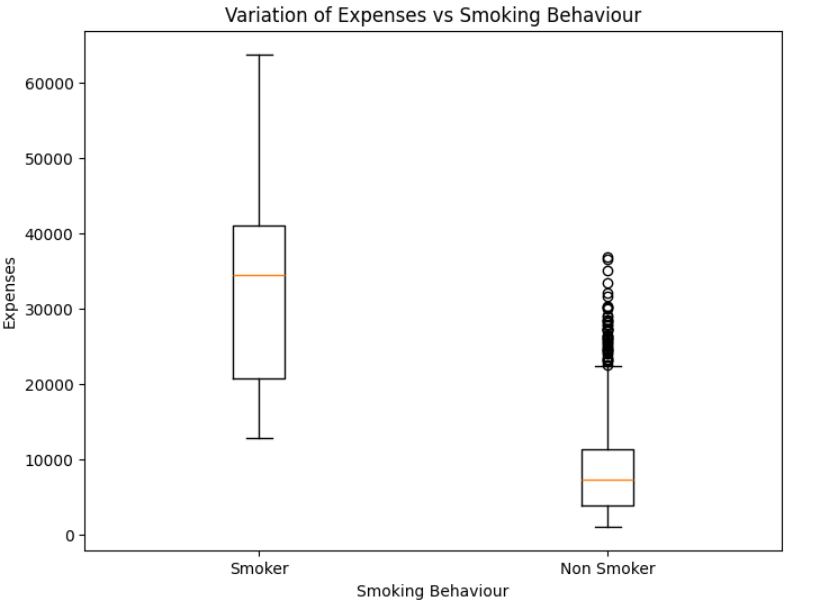 Variation of Expenses vs Smoking Behaviour
Expenses
60000
50000
40000
30000
20000
10000
0
Smoker
Non Smoker
Smoking Behaviour